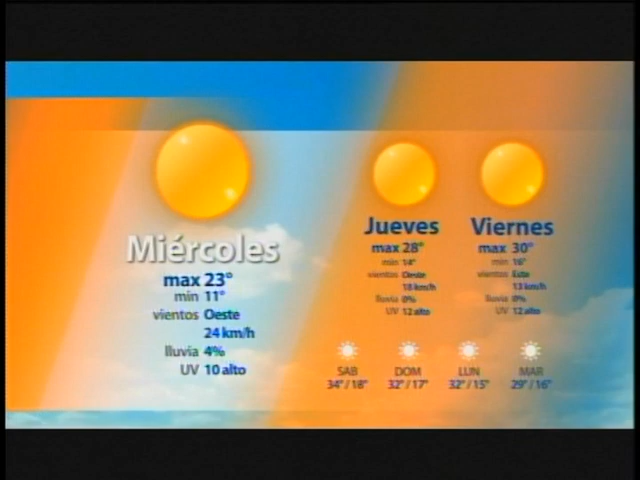 Miércoles
max 23°
min 11°
vientos Oeste
24 km/h
lluvia 4%
UV 10 alto
Jueves
max 28°
min 14°
vientos Oeste
18 km/h
lluvia 0%
UV 12 alto
Viernes
max 30°
min 16°
vientos Este
13 km/h
lluvia 0%
UV 12 alto
SAB
34°/18°
DOM
32°/17°
LUN
32°/15°
MAR
29°/16°